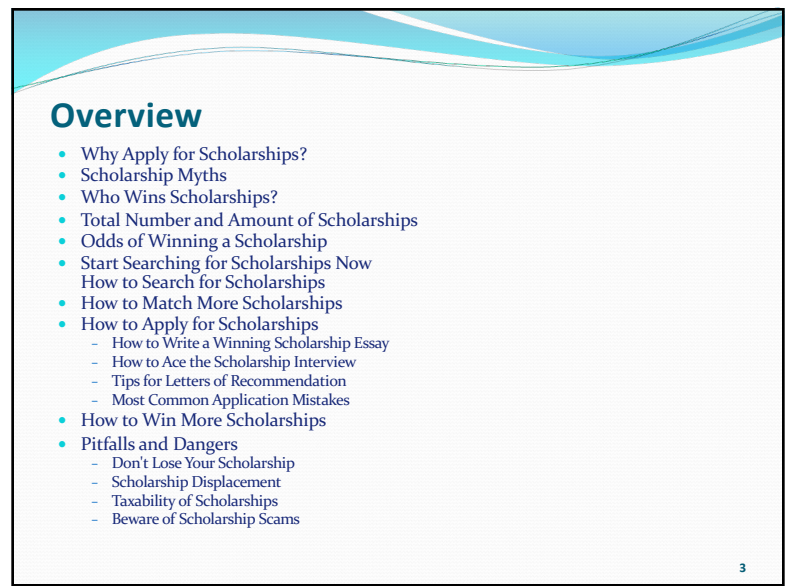 Overview
• Why Apply for Scholarships?
• Scholarship Myths
• Who Wins Scholarships?
• Total Number and Amount of Scholarships
• Odds of Winning a Scholarship
• Start Searching for Scholarships Now
How to Search for Scholarships
• How to Match More Scholarships
• How to Apply for Scholarships
– How to Write a Winning Scholarship Essay
– How to Ace the Scholarship Interview
– Tips for Letters of Recommendation
– Most Common Application Mistakes
• How to Win More Scholarships
• Pitfalls and Dangers
– Don't Lose Your Scholarship
– Scholarship Displacement
– Taxability of Scholarships
– Beware of Scholarship Scams
3